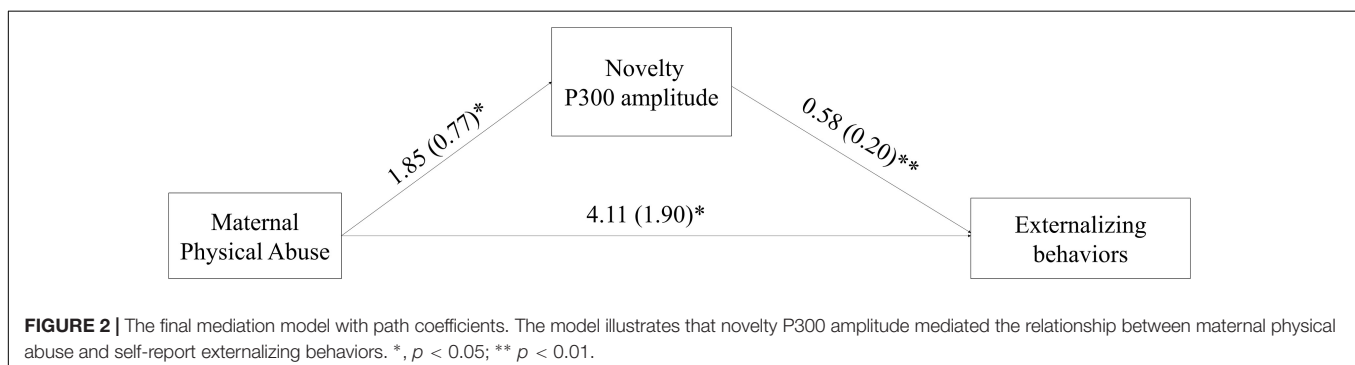 Novelty
P300 amplitude
1.85 (0.77)*
0.58 (0.20)**
Maternal
Physical Abuse
4.11 (1.90)*
Externalizing
behaviors
FIGURE 2 | The final mediation model with path coefficients. The model illustrates that novelty P300 amplitude mediated the relationship between maternal physical
abuse and self-report externalizing behaviors. *, p < 0.05; ** p < 0.01.